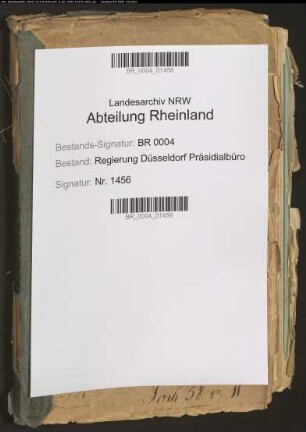 BR_0004_01456
Landesarchiv NRW
Abteilung Rheinland
Bestands-Signatur: BR 0004
Bestand: Regierung Düsseldorf Präsidialbüro
Signatur: Nr. 1456
BR_0004_01456